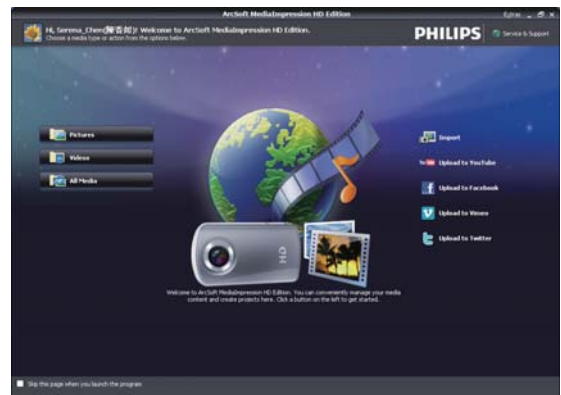 ArcSoft MediaImpression HD Edition
Extras
Hi, Serena_Chen(陳香如)! Welcome to ArcSoft MediaImpression HD Edition.
Choose a media type or action from the options below.
PHILIPS
Service & Support
Pictures
Videos
All Media
Import
Upload to YouTube
Upload to Facebook
Upload to Vimeo
Upload to Twitter
HD
Welcome to ArcSoft MediaImpression HD Edition. You can conveniently manage your media
content and create projects here. Click a button on the left to get started.
Skip this page when you launch the program